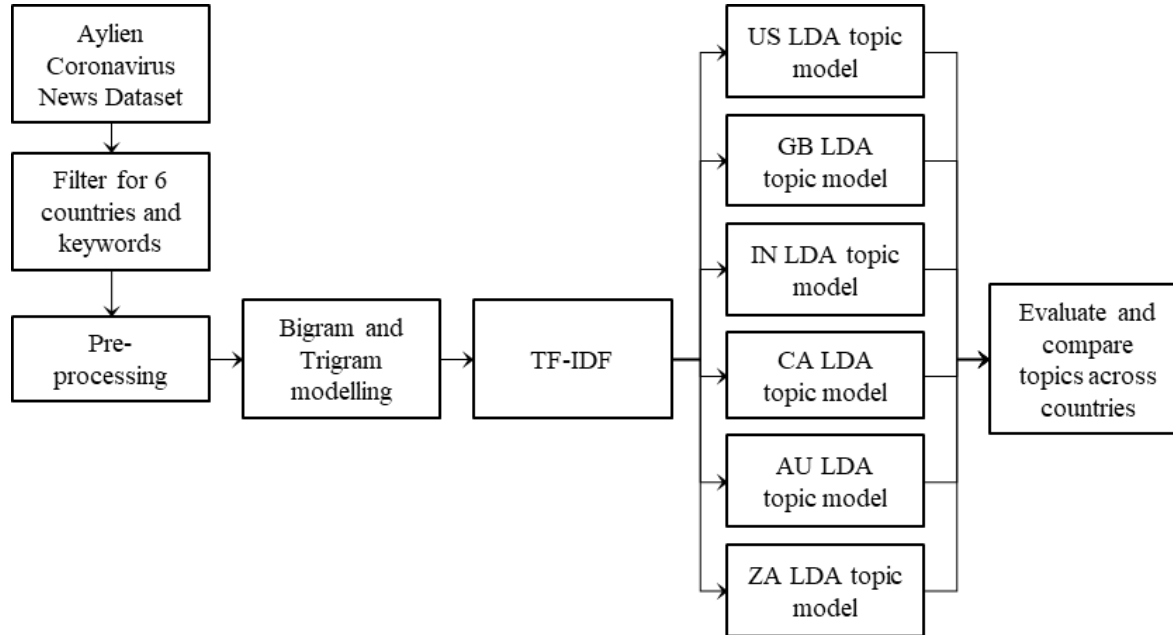 Aylien
Coronavirus
News Dataset
Filter for 6
countries and
keywords
Pre-
processing
Bigram and
Trigram
modelling
TF-IDF
US LDA topic
model
GB LDA
topic model
IN LDA topic
model
CA LDA
topic model
AU LDA
topic model
ZA LDA topic
model
Evaluate and
compare
topics across
countries